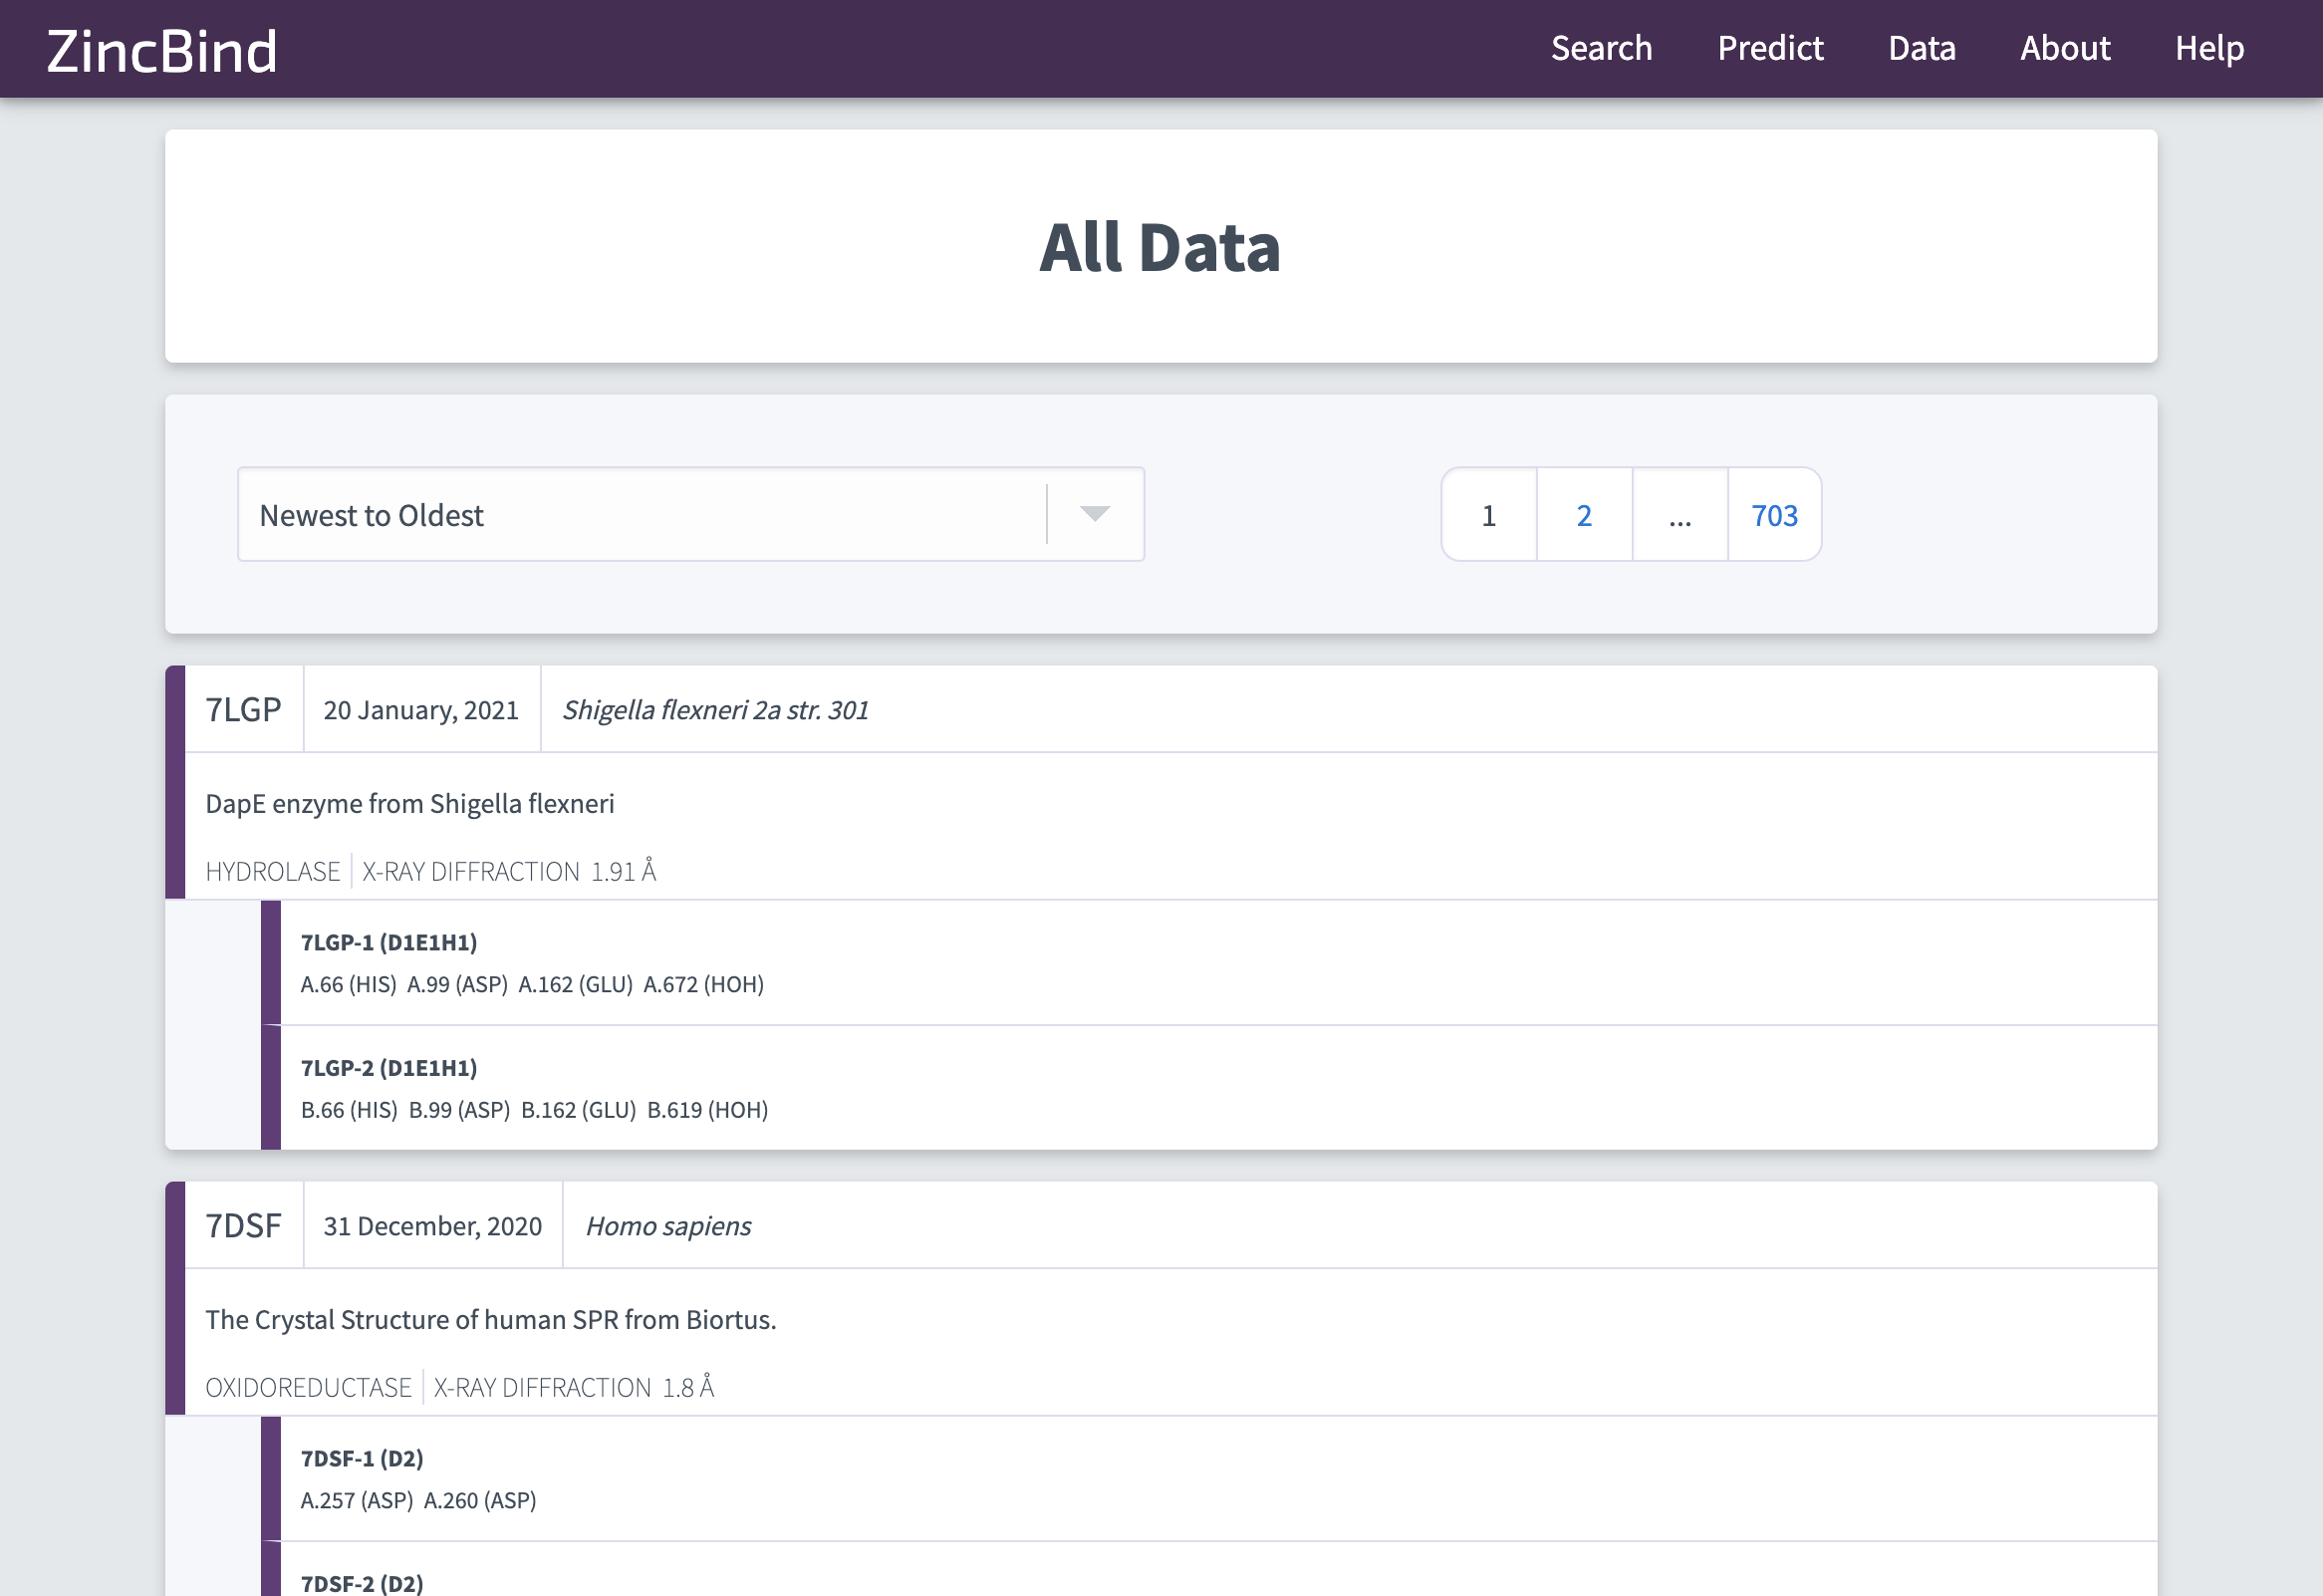 ZincBind Search Predict Data About Help
All Data
Newest to Oldest 1 2 ... 703
7LGP 20 January, 2021 Shigella flexneri 2a str. 301
DapE enzyme from Shigella flexneri
HYDROLASE X-RAY DIFFRACTION 1.91 Å
7LGP-1 (D1E1H1)
A.66 (HIS) A.99 (ASP) A.162 (GLU) A.672 (HOH)
7LGP-2 (D1E1H1)
B.66 (HIS) B.99 (ASP) B.162 (GLU) B.619 (HOH)
7DSF 31 December, 2020 Homo sapiens
The Crystal Structure of human SPR from Biortus.
OXIDOREDUCTASE X-RAY DIFFRACTION 1.8 Å
7DSF-1 (D2)
A.257 (ASP) A.260 (ASP)
7DSF-2 (D2)